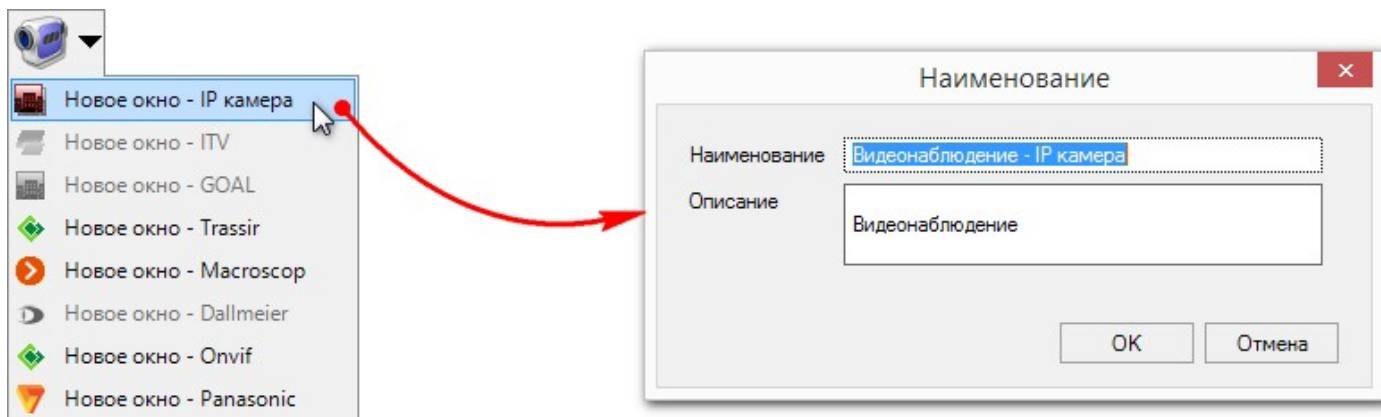 Новое окно - IP камера
Новое окно - ITV
Новое окно - GOAL
Новое окно - Trassir
Новое окно - Macroscop
Новое окно - Dallmeier
Новое окно - Onvif
Новое окно - Panasonic
Наименование
Наименование Видеонаблюдение - IP камера
Описание
Видеонаблюдение
OK Отмена